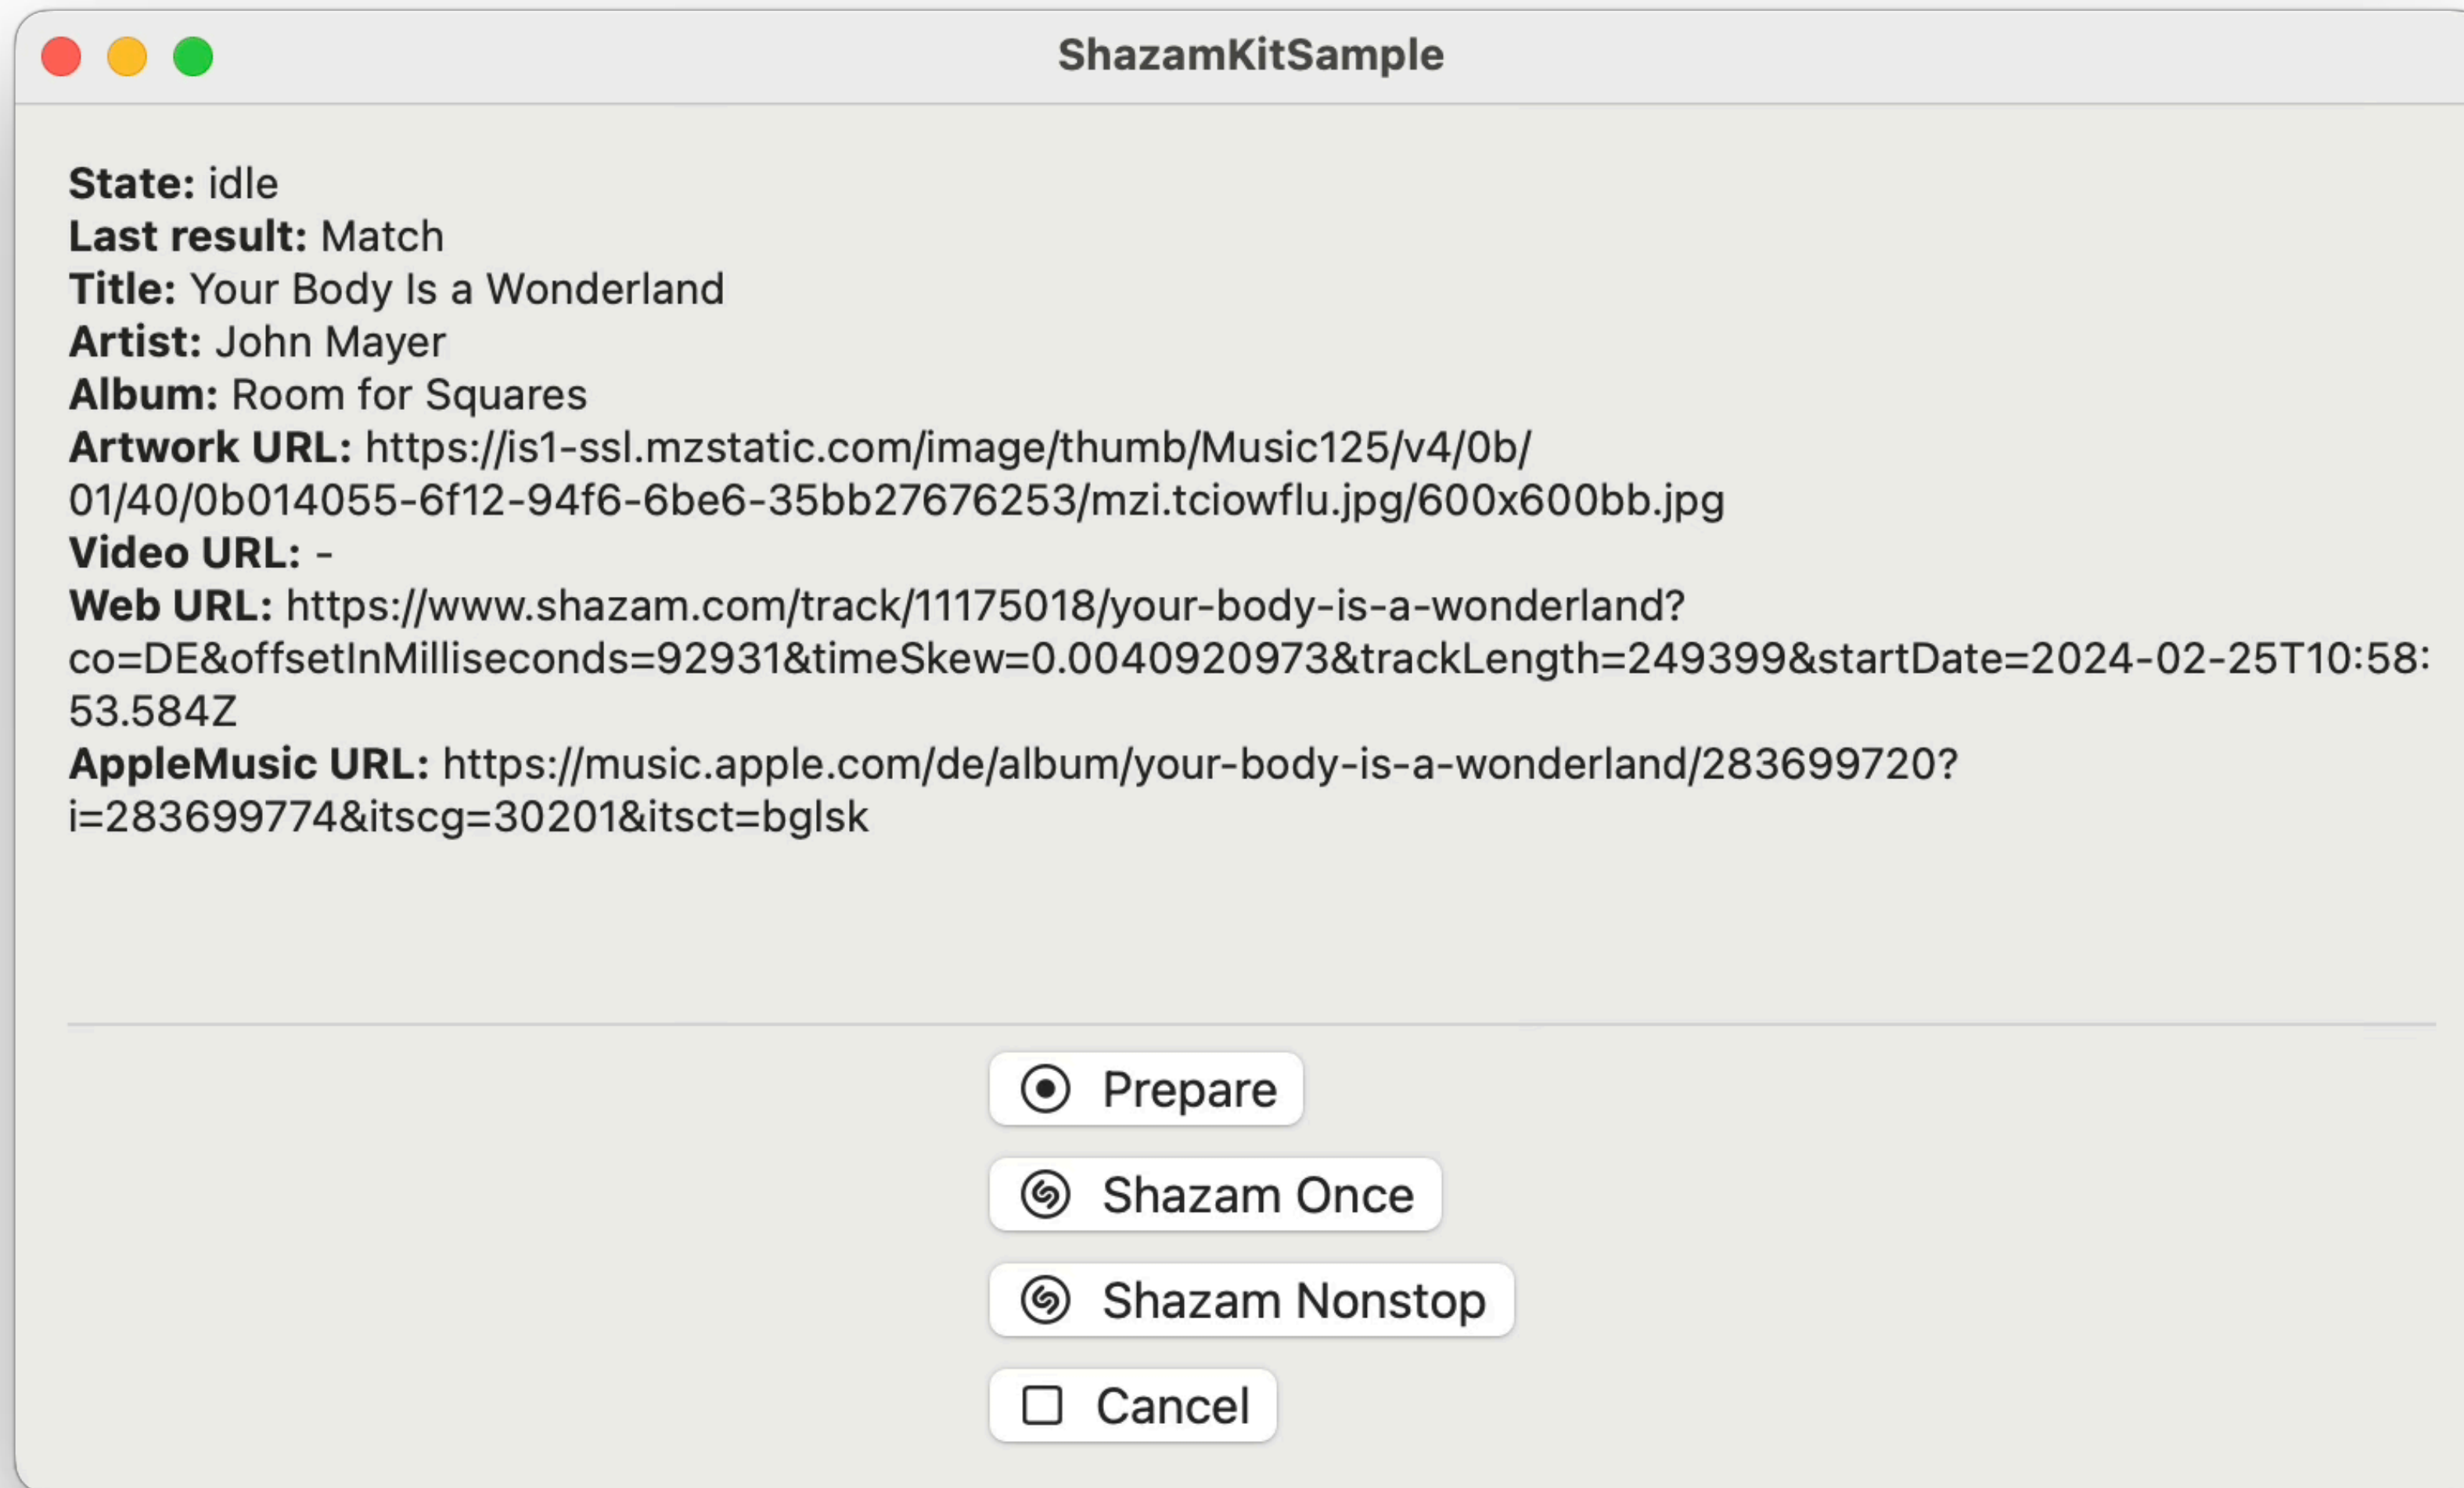 ShazamKitSample
State: idle
Last result: Match
Title: Your Body Is a Wonderland
Artist: John Mayer
Album: Room for Squares
Artwork URL: https://is1-ssl.mzstatic.com/image/thumb/Music125/v4/0b/
01/40/0b014055-6f12-94f6-6be6-35bb27676253/mzi.tciowflu.jpg/600x600bb.jpg
Video URL: -
Web URL: https://www.shazam.com/track/11175018/your-body-is-a-wonderland?
co=DE&offsetInMilliseconds=92931&timeSkew=0.0040920973&trackLength=249399&startDate=2024-02-25T10:58:
53.584Z
AppleMusic URL: https://music.apple.com/de/album/your-body-is-a-wonderland/283699720?
i=283699774&itscg=30201&itsct=bglsk
Prepare
Shazam Once
Shazam Nonstop
Cancel